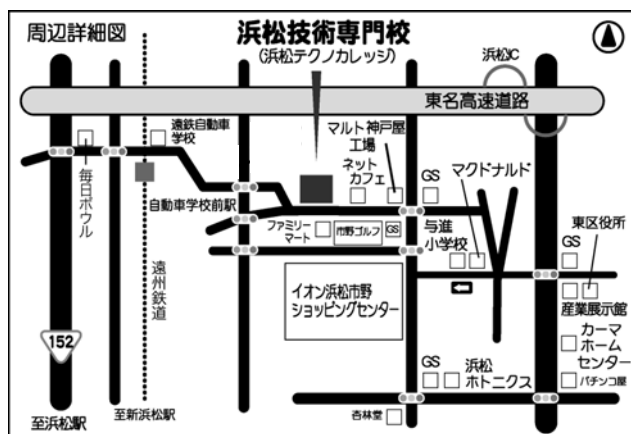 周辺詳細図
浜松技術専門校
(浜松テクノカレッジ)
浜松IC
東名高速道路
遠鉄自動車
学校
マルト神戸屋
工場
ネット
カフェ
GS
マクドナルド
毎日ボウル
自動車学校前駅
ファミリー
マート
市野ゴルフ
GS
与進
小学校
東区役所
GS
遠州鉄道
イオン浜松市野
ショッピングセンター
産業展示館
カーマ
ホーム
センター
152
GS
浜松
ホトニクス
パチンコ屋
杏林堂
至浜松駅
至新浜松駅